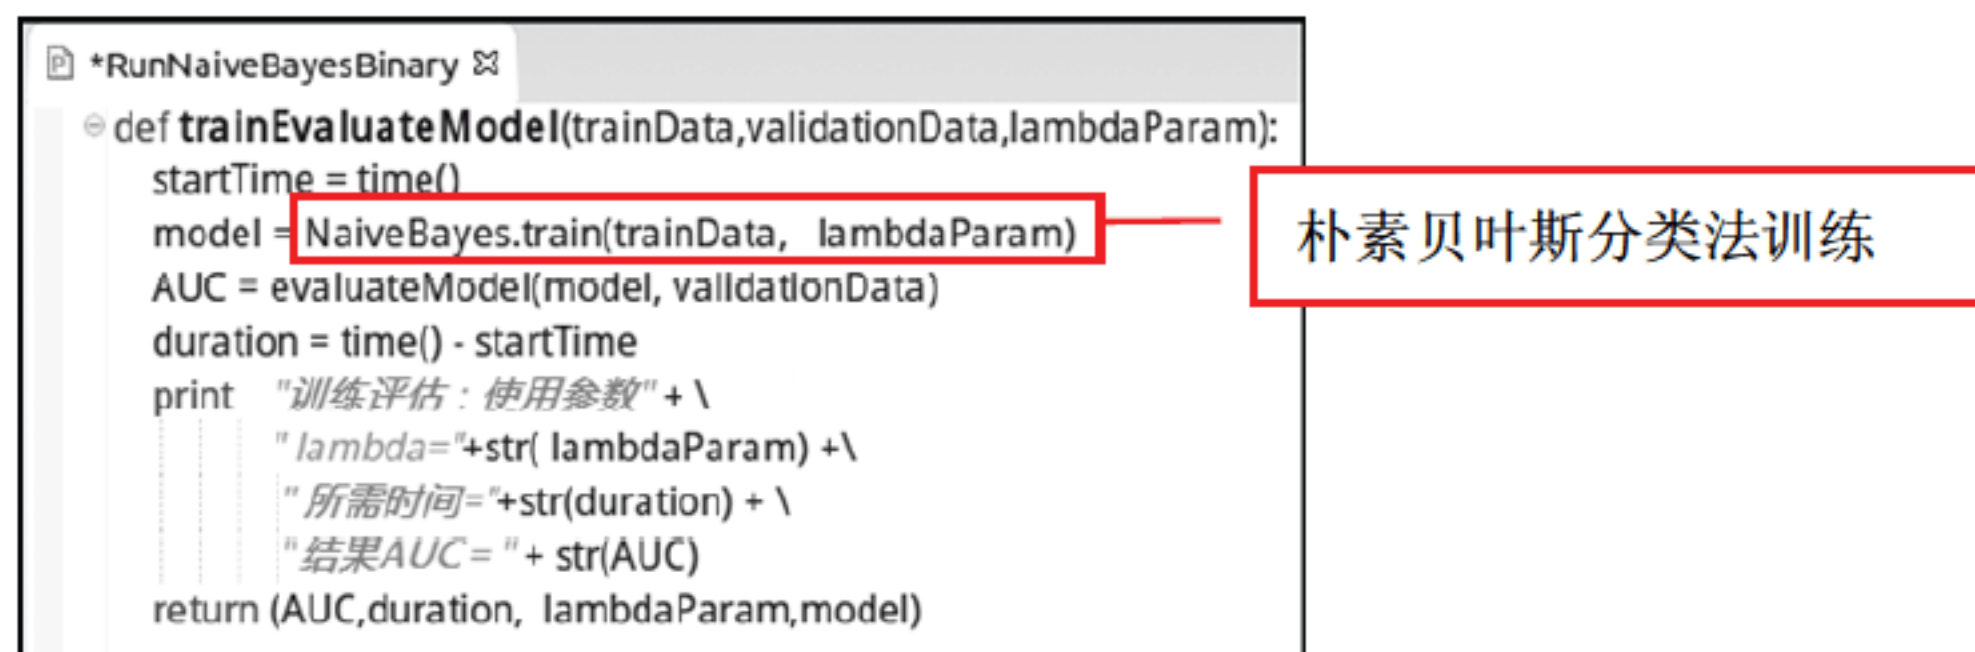 *RunNaiveBayesBinary
def trainEvaluateModel(trainData,validationData,lambdaParam):
startTime = time()
model = NaiveBayes.train(trainData, lambdaParam)
朴素贝叶斯分类法训练
AUC = evaluateModel(model, validationData)
duration = time() - startTime
print "训练评估：使用参数" + \
" lambda="+str( lambdaParam) +\
" 所需时间="+str(duration) + \
" 结果AUC = " + str(AUC)
return (AUC,duration, lambdaParam,model)